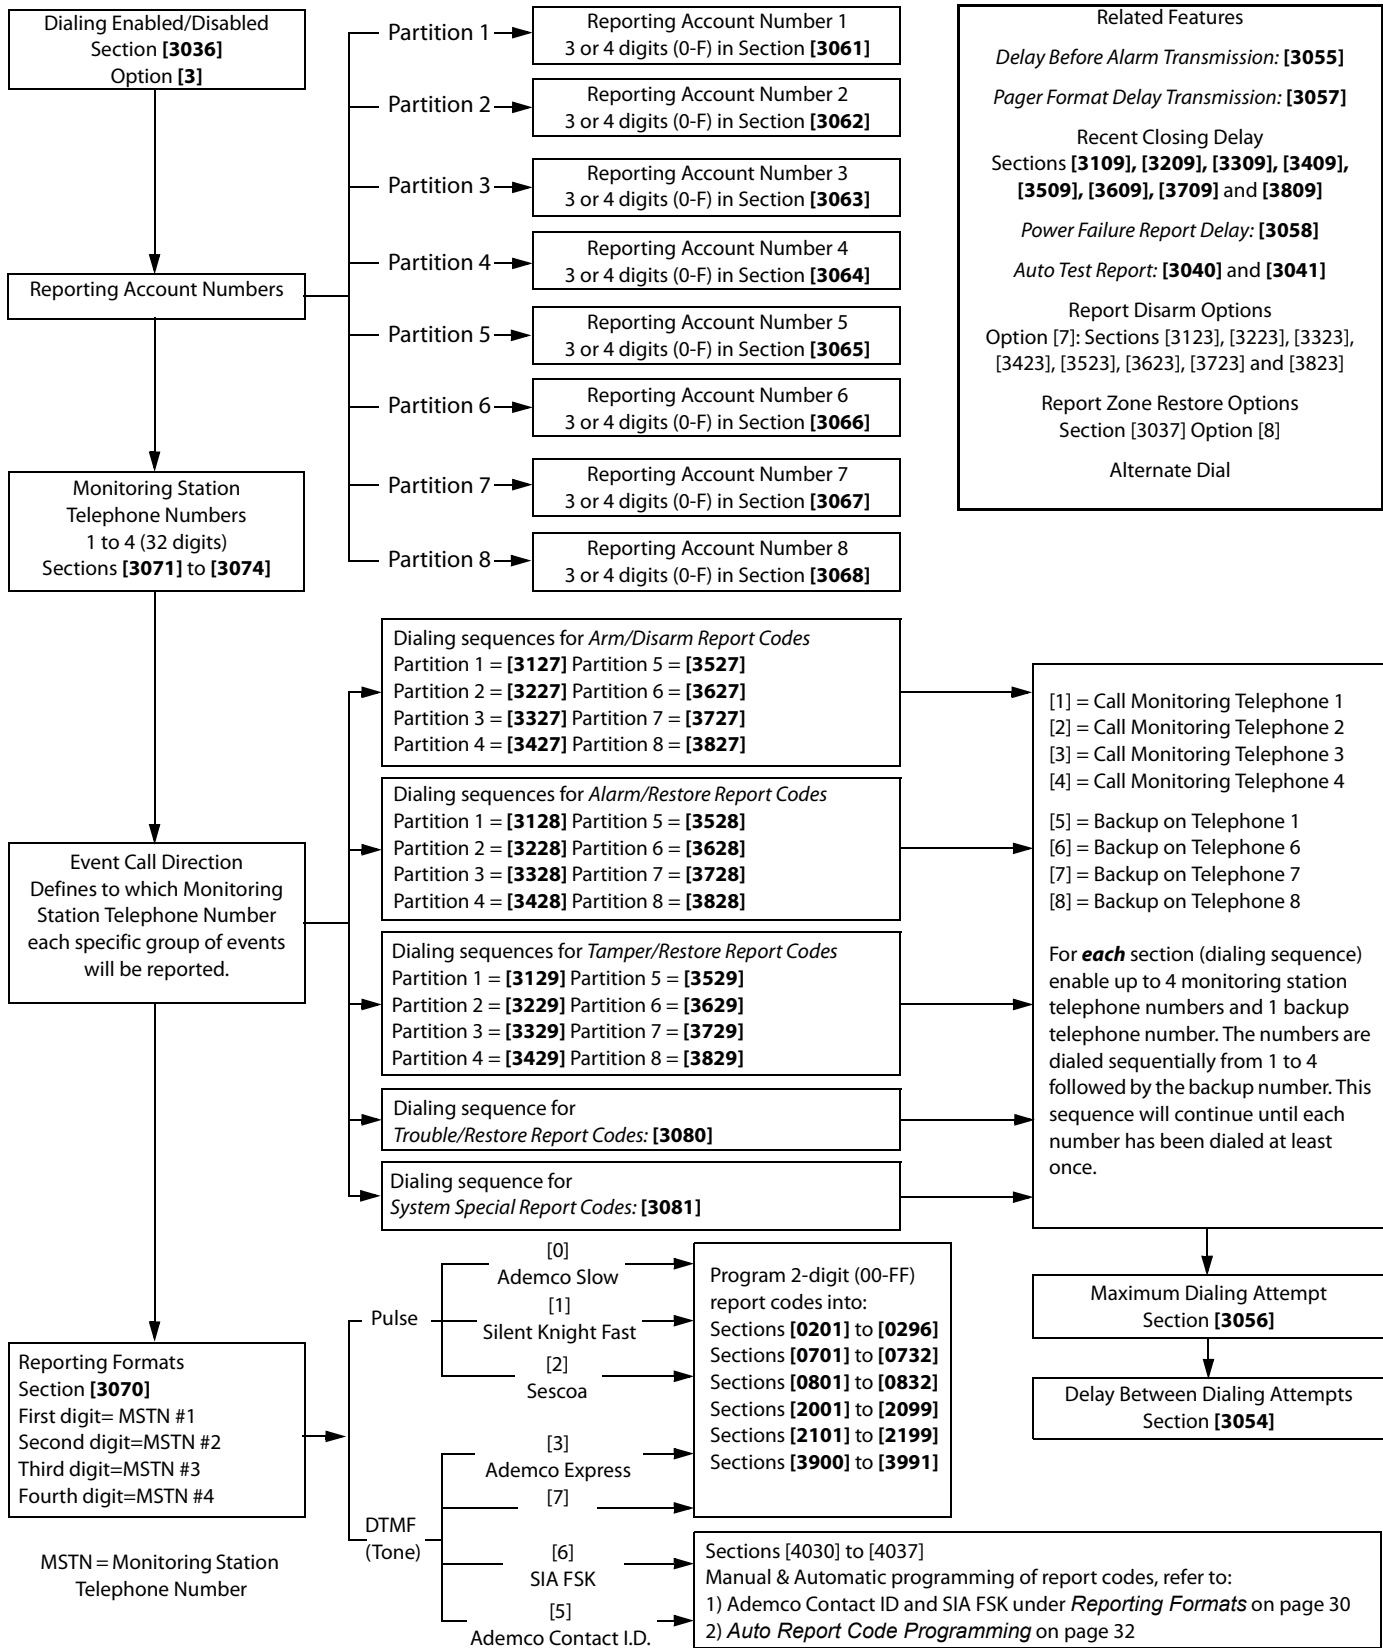 Dialing Enabled/Disabled
Section [3036]
Option [3]
Reporting Account Numbers
Monitoring Station
Telephone Numbers
1 to 4 (32 digits)
Sections [3071] to [3074]
Event Call Direction
Defines to which Monitoring
Station Telephone Number
each specific group of events
will be reported.
Reporting Formats
Section [3070]
First digit= MSTN #1
Second digit=MSTN #2
Third digit=MSTN #3
Fourth digit=MSTN #4
MSTN = Monitoring Station
Telephone Number
Partition 1
Reporting Account Number 1
3 or 4 digits (0-F) in Section [3061]
Partition 2
Reporting Account Number 2
3 or 4 digits (0-F) in Section [3062]
Partition 3
Reporting Account Number 3
3 or 4 digits (0-F) in Section [3063]
Partition 4
Reporting Account Number 4
3 or 4 digits (0-F) in Section [3064]
Partition 5
Reporting Account Number 5
3 or 4 digits (0-F) in Section [3065]
Partition 6
Reporting Account Number 6
3 or 4 digits (0-F) in Section [3066]
Partition 7
Reporting Account Number 7
3 or 4 digits (0-F) in Section [3067]
Partition 8
Reporting Account Number 8
3 or 4 digits (0-F) in Section [3068]
Related Features
Delay Before Alarm Transmission: [3055]
Pager Format Delay Transmission: [3057]
Recent Closing Delay
Sections [3109], [3209], [3309], [3409],
[3509], [3609], [3709] and [3809]
Power Failure Report Delay: [3058]
Auto Test Report: [3040] and [3041]
Report Disarm Options
Option [7]: Sections [3123], [3223], [3323],
[3423], [3523], [3623], [3723] and [3823]
Report Zone Restore Options
Section [3037] Option [8]
Alternate Dial
Dialing sequences for Arm/Disarm Report Codes
Partition 1 = [3127] Partition 5 = [3527]
Partition 2 = [3227] Partition 6 = [3627]
Partition 3 = [3327] Partition 7 = [3727]
Partition 4 = [3427] Partition 8 = [3827]
Dialing sequences for Alarm/Restore Report Codes
Partition 1 = [3128] Partition 5 = [3528]
Partition 2 = [3228] Partition 6 = [3628]
Partition 3 = [3328] Partition 7 = [3728]
Partition 4 = [3428] Partition 8 = [3828]
Dialing sequences for Tamper/Restore Report Codes
Partition 1 = [3129] Partition 5 = [3529]
Partition 2 = [3229] Partition 6 = [3629]
Partition 3 = [3329] Partition 7 = [3729]
Partition 4 = [3429] Partition 8 = [3829]
Dialing sequence for
Trouble/Restore Report Codes: [3080]
Dialing sequence for
System Special Report Codes: [3081]
[1] = Call Monitoring Telephone 1
[2] = Call Monitoring Telephone 2
[3] = Call Monitoring Telephone 3
[4] = Call Monitoring Telephone 4
[5] = Backup on Telephone 1
[6] = Backup on Telephone 6
[7] = Backup on Telephone 7
[8] = Backup on Telephone 8
For each section (dialing sequence)
enable up to 4 monitoring station
telephone numbers and 1 backup
telephone number. The numbers are
dialed sequentially from 1 to 4
followed by the backup number. This
sequence will continue until each
number has been dialed at least
once.
Maximum Dialing Attempt
Section [3056]
Delay Between Dialing Attempts
Section [3054]
Pulse
[0]
Ademco Slow
[1]
Silent Knight Fast
[2]
Sescoa
DTMF
(Tone)
[3]
Ademco Express
[7]
[6]
SIA FSK
[5]
Ademco Contact I.D.
Program 2-digit (00-FF)
report codes into:
Sections [0201] to [0296]
Sections [0701] to [0732]
Sections [0801] to [0832]
Sections [2001] to [2099]
Sections [2101] to [2199]
Sections [3900] to [3991]
Sections [4030] to [4037]
Manual & Automatic programming of report codes, refer to:
1) Ademco Contact ID and SIA FSK under Reporting Formats on page 30
2) Auto Report Code Programming on page 32